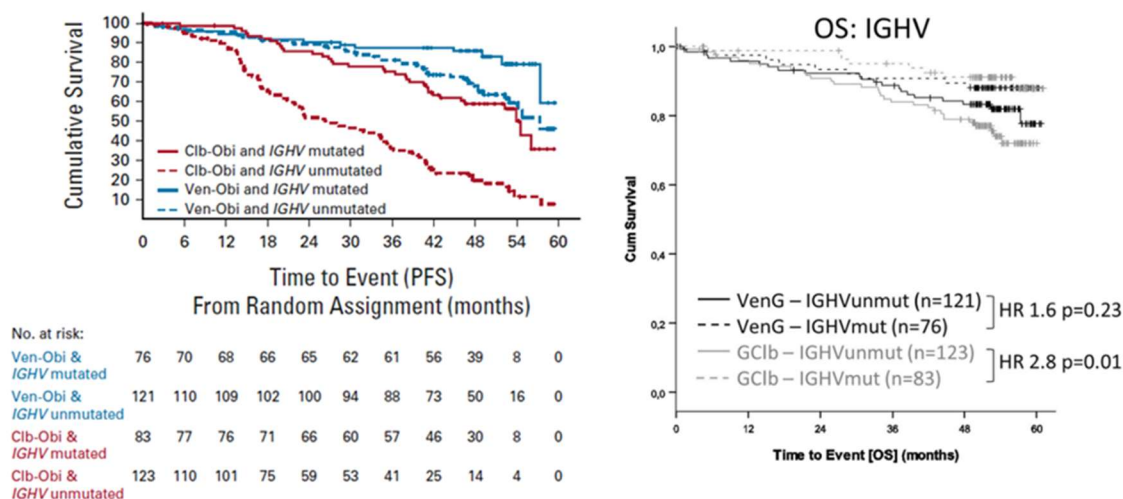 Cumulative Survival
100
90
80
70
60
50
40
30
20
10
Clb-Obi and IGHV mutated
Clb-Obi and IGHV unmutated
Ven-Obi and IGHV mutated
Ven-Obi and IGHV unmutated
0 6 12 18 24 30 36 42 48 54 60
Time to Event (PFS)
From Random Assignment (months)
No. at risk:
Ven-Obi & 76 70 68 66 65 62 61 56 39 8 0
IGHV mutated
Ven-Obi & 121 110 109 102 100 94 88 73 50 16 0
IGHV unmutated
Clb-Obi & 83 77 76 71 66 60 57 46 30 8 0
IGHV mutated
Clb-Obi & 123 110 101 75 59 53 41 25 14 4 0
IGHV unmutated
OS: IGHV
Cum Survival
1,0
0,8
0,6
0,4
0,2
0,0
VenG – IGHVunmut (n=121)
VenG – IGHVmut (n=76)
HR 1.6 p=0.23
GClb – IGHVunmut (n=123)
GClb – IGHVmut (n=83)
HR 2.8 p=0.01
0 12 24 36 48 60
Time to Event [OS] (months)